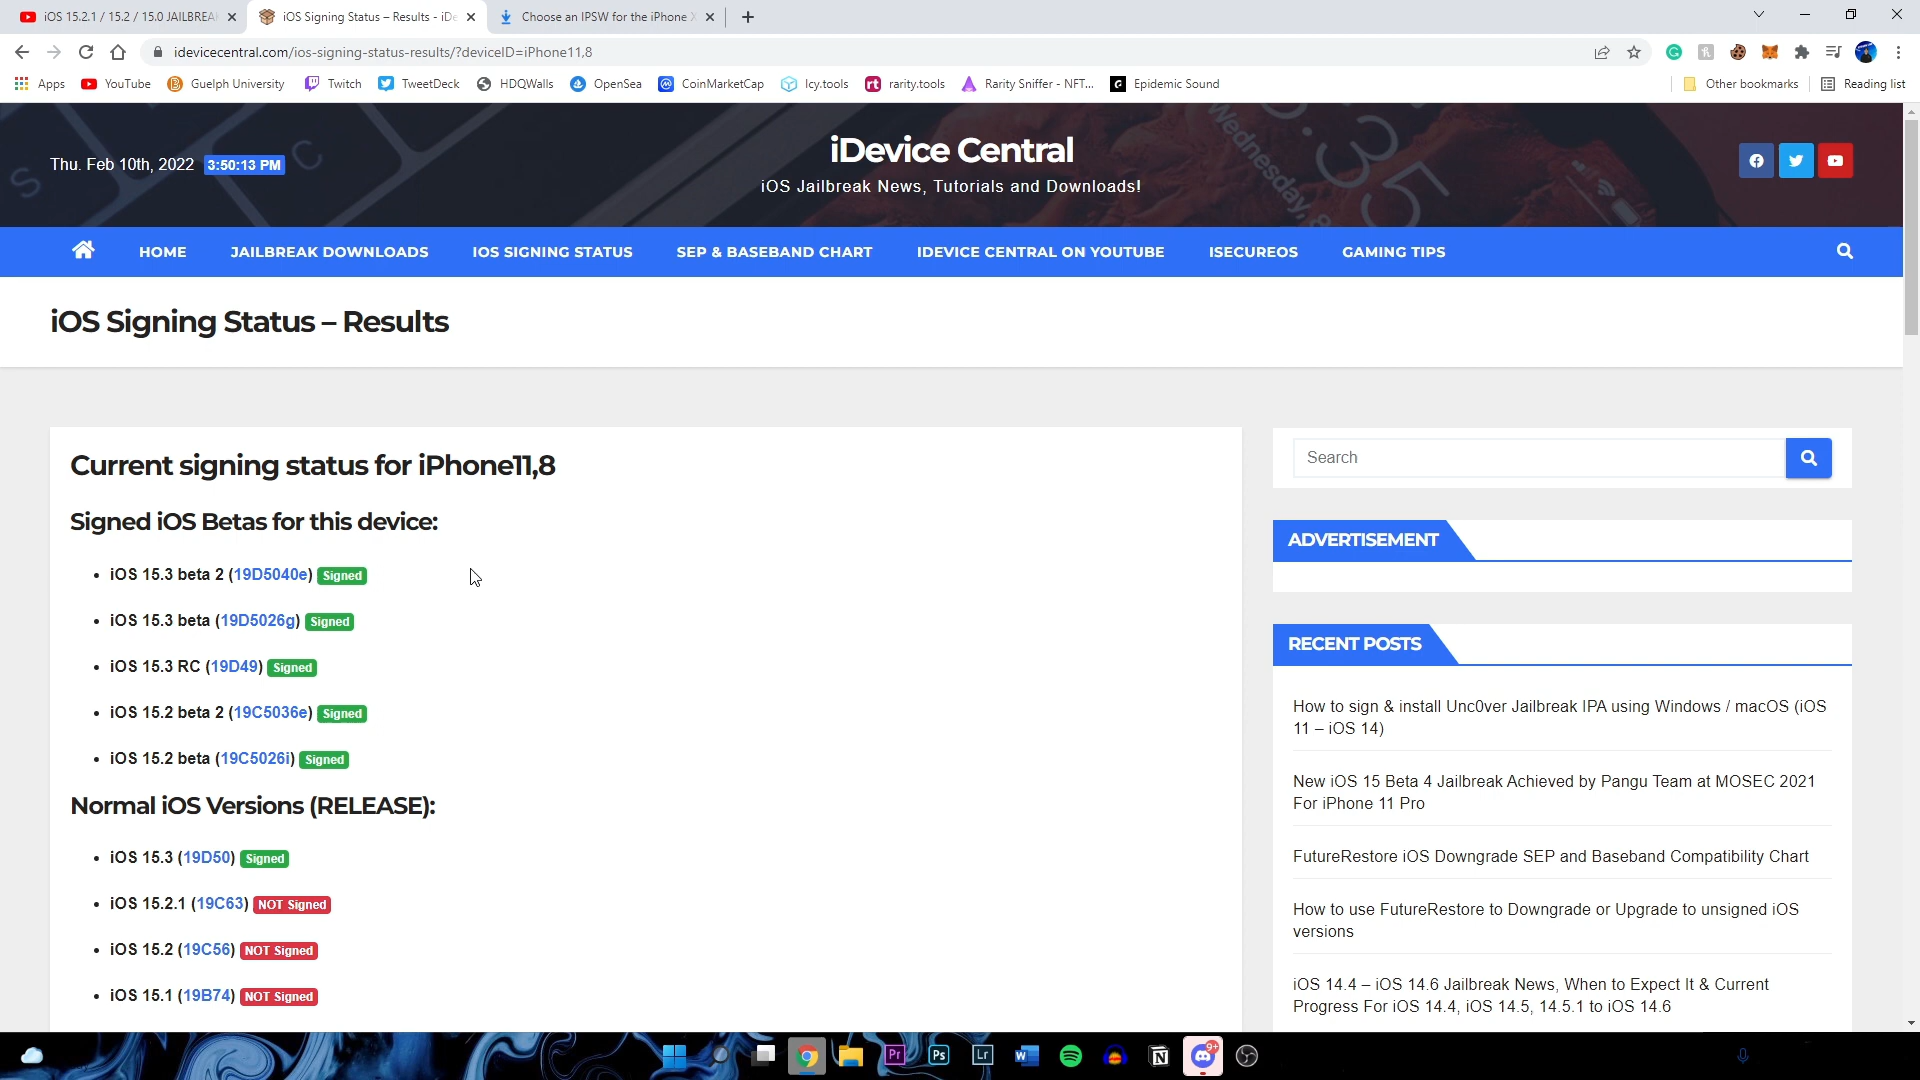 iOS 15.2.1 / 15.2 / 15.0 JAILBREA
iOS Signing Status – Results - iDe
Choose an IPSW for the iPhone X
idevicecentral.com/ios-signing-status-results/?deviceID=iPhone11,8
Apps
YouTube
Guelph University
Twitch
TweetDeck
HDQWalls
OpenSea
CoinMarketCap
Icy.tools
rt
rarity.tools
Rarity Sniffer - NFT...
Epidemic Sound
Other bookmarks
Reading list
Thu. Feb 10th, 2022 3:50:13 PM
iDevice Central
iOS Jailbreak News, Tutorials and Downloads!
HOME
JAILBREAK DOWNLOADS
IOS SIGNING STATUS
SEP & BASEBAND CHART
IDEVICE CENTRAL ON YOUTUBE
ISECUREOS
GAMING TIPS
iOS Signing Status – Results
Current signing status for iPhone11,8
Signed iOS Betas for this device:
• iOS 15.3 beta 2 (19D5040e) Signed
• iOS 15.3 beta (19D5026g) Signed
• iOS 15.3 RC (19D49) Signed
• iOS 15.2 beta 2 (19C5036e) Signed
• iOS 15.2 beta (19C5026i) Signed
Normal iOS Versions (RELEASE):
• iOS 15.3 (19D50) Signed
• iOS 15.2.1 (19C63) NOT Signed
• iOS 15.2 (19C56) NOT Signed
• iOS 15.1 (19B74) NOT Signed
Search
ADVERTISEMENT
RECENT POSTS
How to sign & install Unc0ver Jailbreak IPA using Windows / macOS (iOS
11 – iOS 14)
New iOS 15 Beta 4 Jailbreak Achieved by Pangu Team at MOSEC 2021
For iPhone 11 Pro
FutureRestore iOS Downgrade SEP and Baseband Compatibility Chart
How to use FutureRestore to Downgrade or Upgrade to unsigned iOS
versions
iOS 14.4 – iOS 14.6 Jailbreak News, When to Expect It & Current
Progress For iOS 14.4, iOS 14.5, 14.5.1 to iOS 14.6
Pr
Ps
Lr
W
N
9+